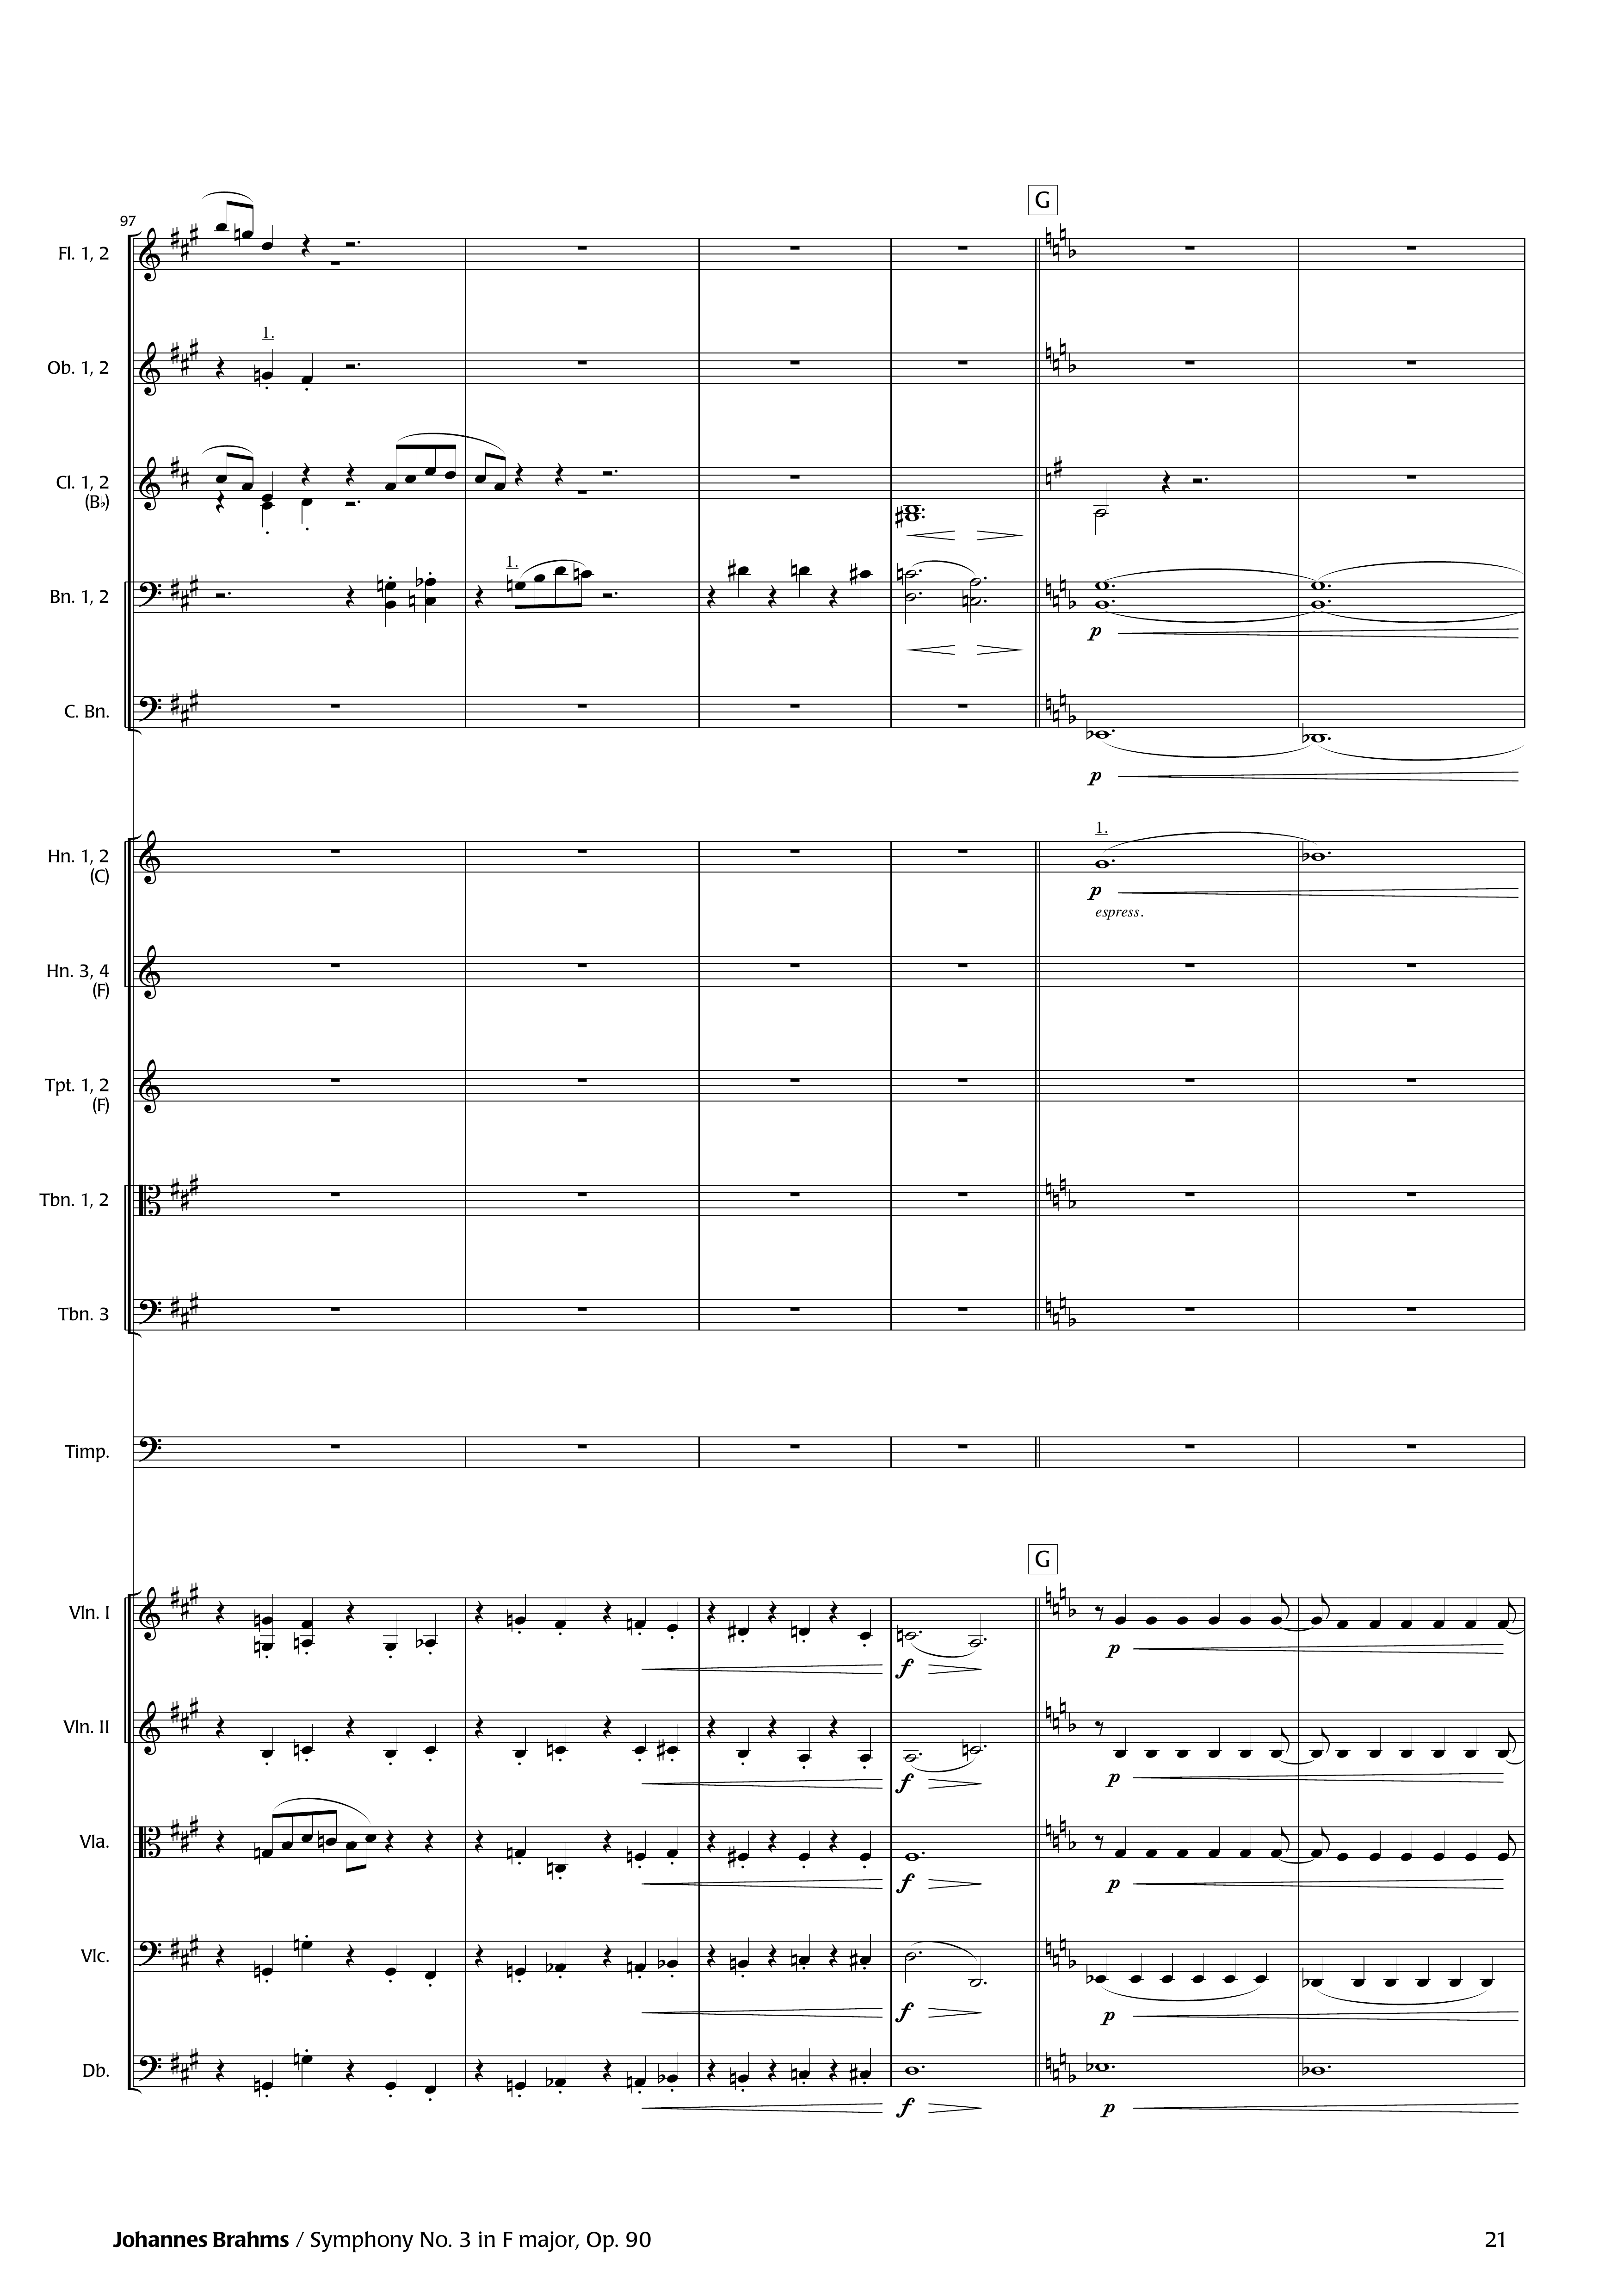 G
97
Fl. 1, 2
1.
Ob. 1, 2
Cl. 1, 2
(B♭)
1.
Bn. 1, 2
p
C. Bn.
p
1.
Hn. 1, 2
(C)
p
espress.
Hn. 3, 4
(F)
Tpt. 1, 2
(F)
Tbn. 1, 2
Tbn. 3
Timp.
G
Vln. I
f p
Vln. II
f p
Vla.
f p
Vlc.
f p
Db.
f p
Johannes Brahms / Symphony No. 3 in F major, Op. 90 21